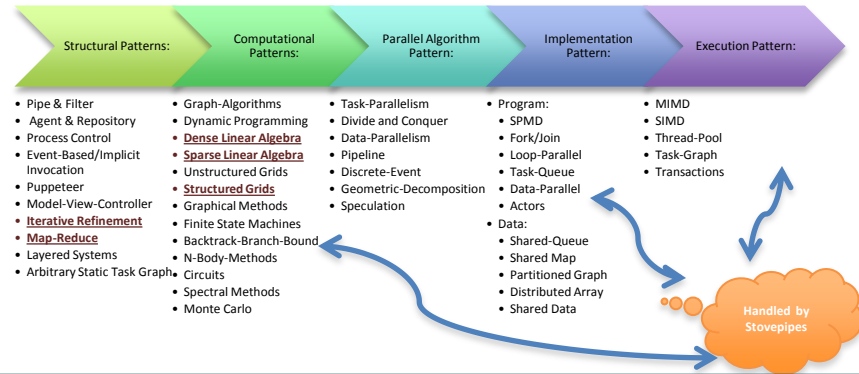 Structural Patterns:
Computational
Patterns:
Parallel Algorithm
Pattern:
Implementation
Pattern:
Execution Pattern:
• Pipe & Filter
• Agent & Repository
• Process Control
• Event-Based/Implicit
Invocation
• Puppeteer
• Model-View-Controller
• Iterative Refinement
• Map-Reduce
• Layered Systems
• Arbitrary Static Task Graph
• Graph-Algorithms
• Dynamic Programming
• Dense Linear Algebra
• Sparse Linear Algebra
• Unstructured Grids
• Structured Grids
• Graphical Methods
• Finite State Machines
• Backtrack-Branch-Bound
• N-Body-Methods
• Circuits
• Spectral Methods
• Monte Carlo
• Task-Parallelism
• Divide and Conquer
• Data-Parallelism
• Pipeline
• Discrete-Event
• Geometric-Decomposition
• Speculation
• Program:
• SPMD
• Fork/Join
• Loop-Parallel
• Task-Queue
• Data-Parallel
• Actors
• Data:
• Shared-Queue
• Shared Map
• Partitioned Graph
• Distributed Array
• Shared Data
• MIMD
• SIMD
• Thread-Pool
• Task-Graph
• Transactions
Handled by
Stovepipes